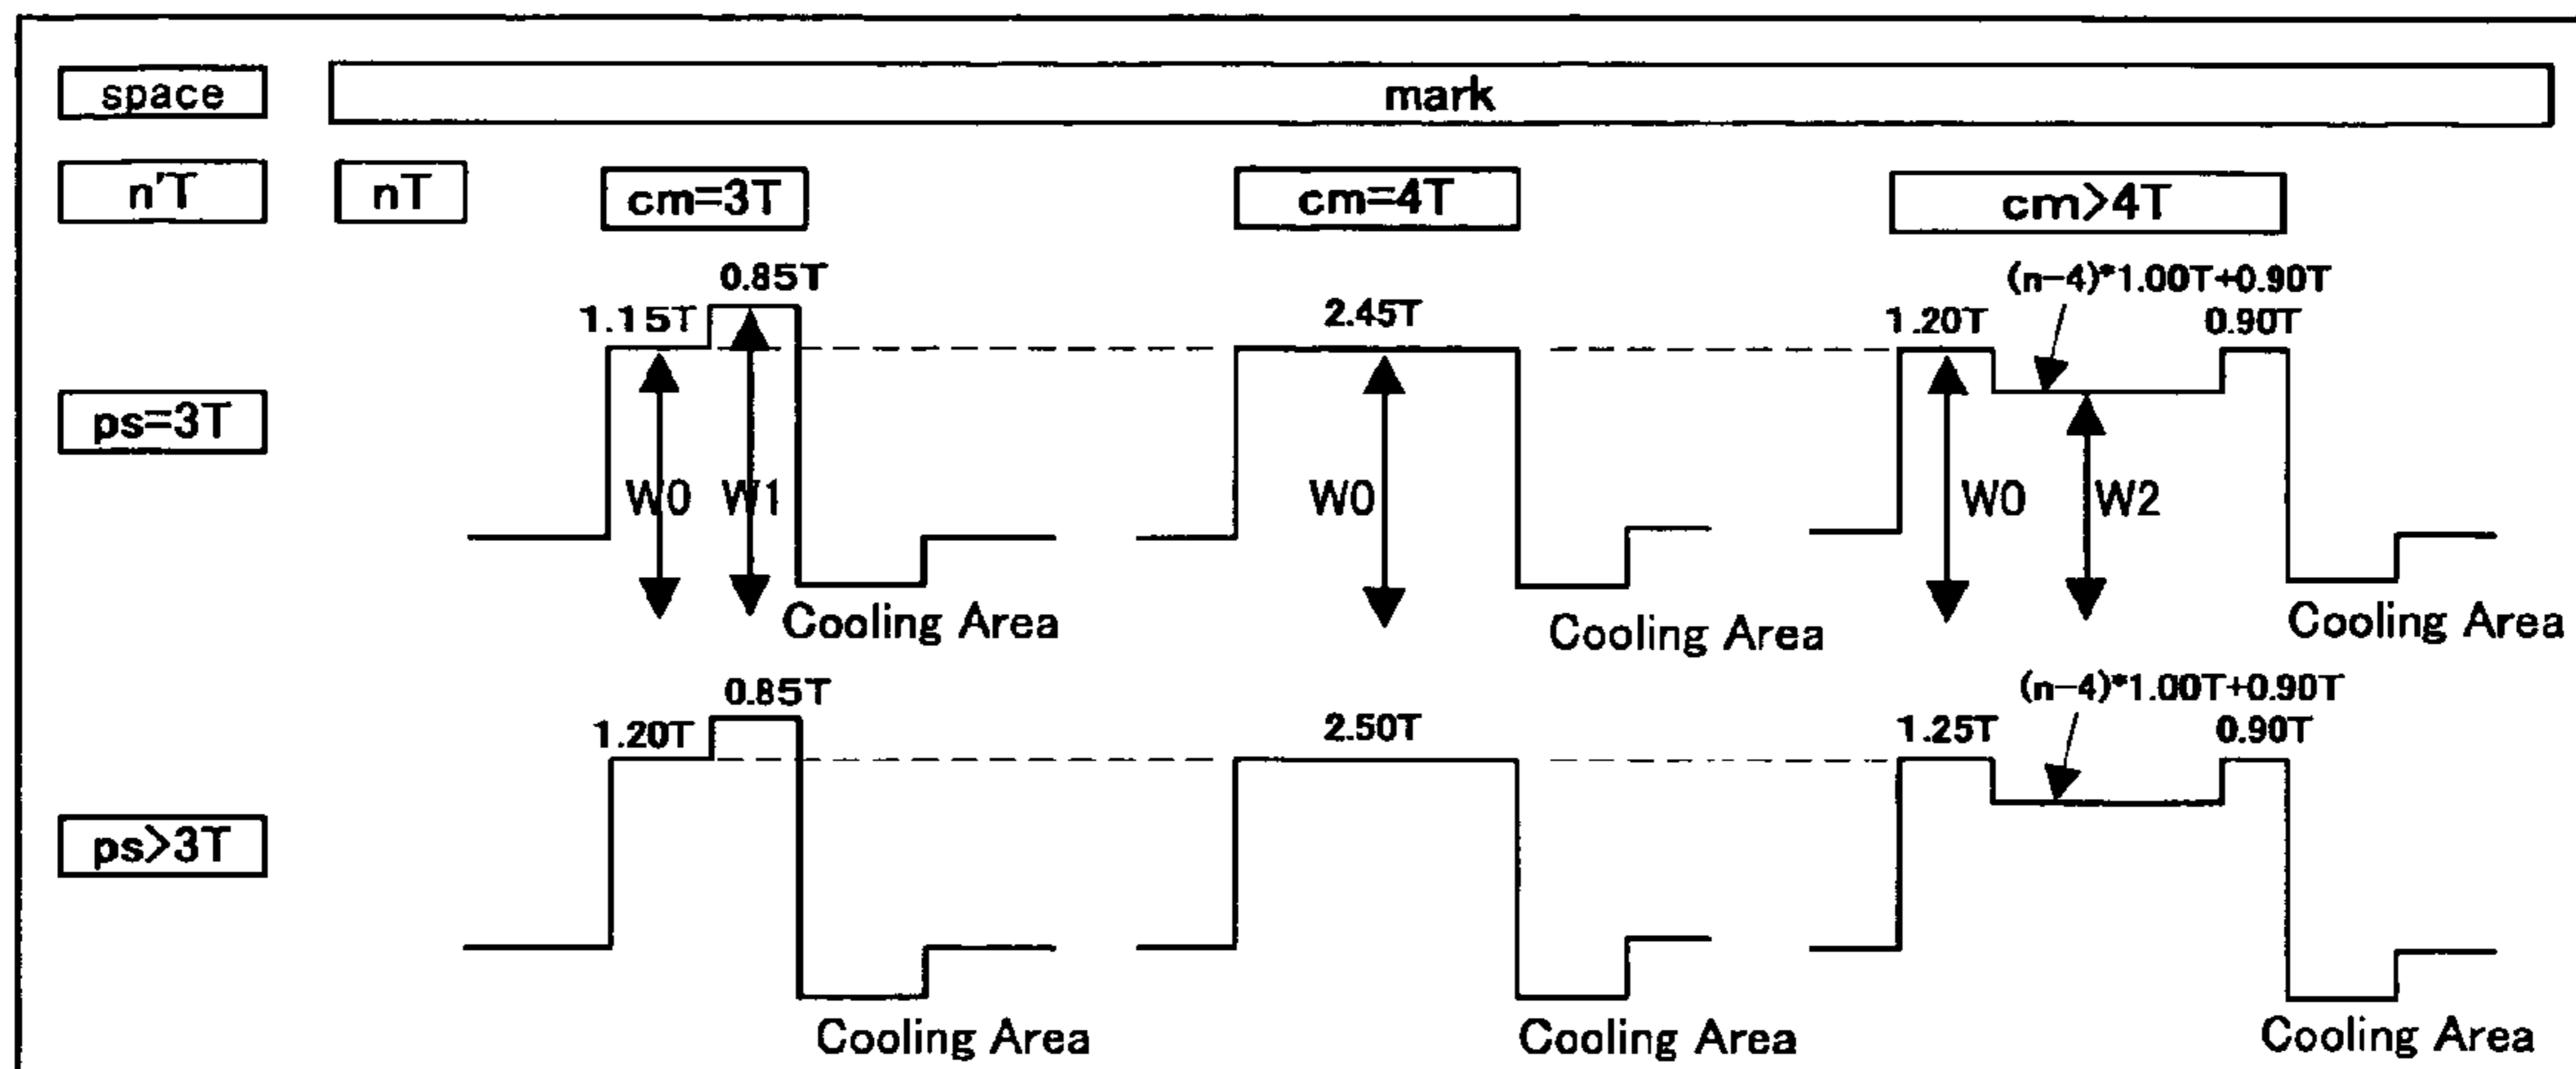 space
mark
n'T
nT
cm=3T
cm=4T
cm>4T
0.85T
(n-4)*1.00T+0.90T
1.15T
2.45T
1.20T
0.90T
ps=3T
W0
W1
W0
W0
W2
Cooling Area
Cooling Area
Cooling Area
0.85T
(n-4)*1.00T+0.90T
1.20T
2.50T
1.25T
0.90T
ps>3T
Cooling Area
Cooling Area
Cooling Area